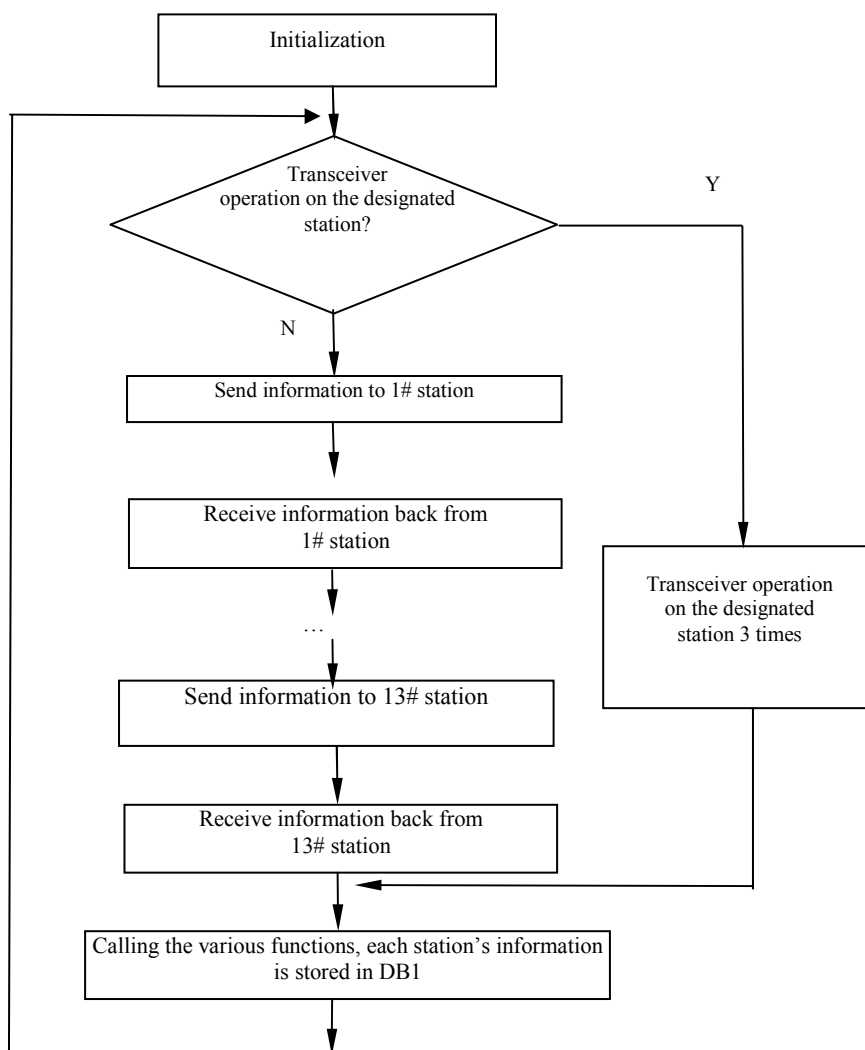 Initialization
Transceiver
operation on the designated
station?
Y
N
Send information to 1# station
Receive information back from
1# station
Transceiver operation
on the designated
station 3 times
…
Send information to 13# station
Receive information back from
13# station
Calling the various functions, each station's information
is stored in DB1